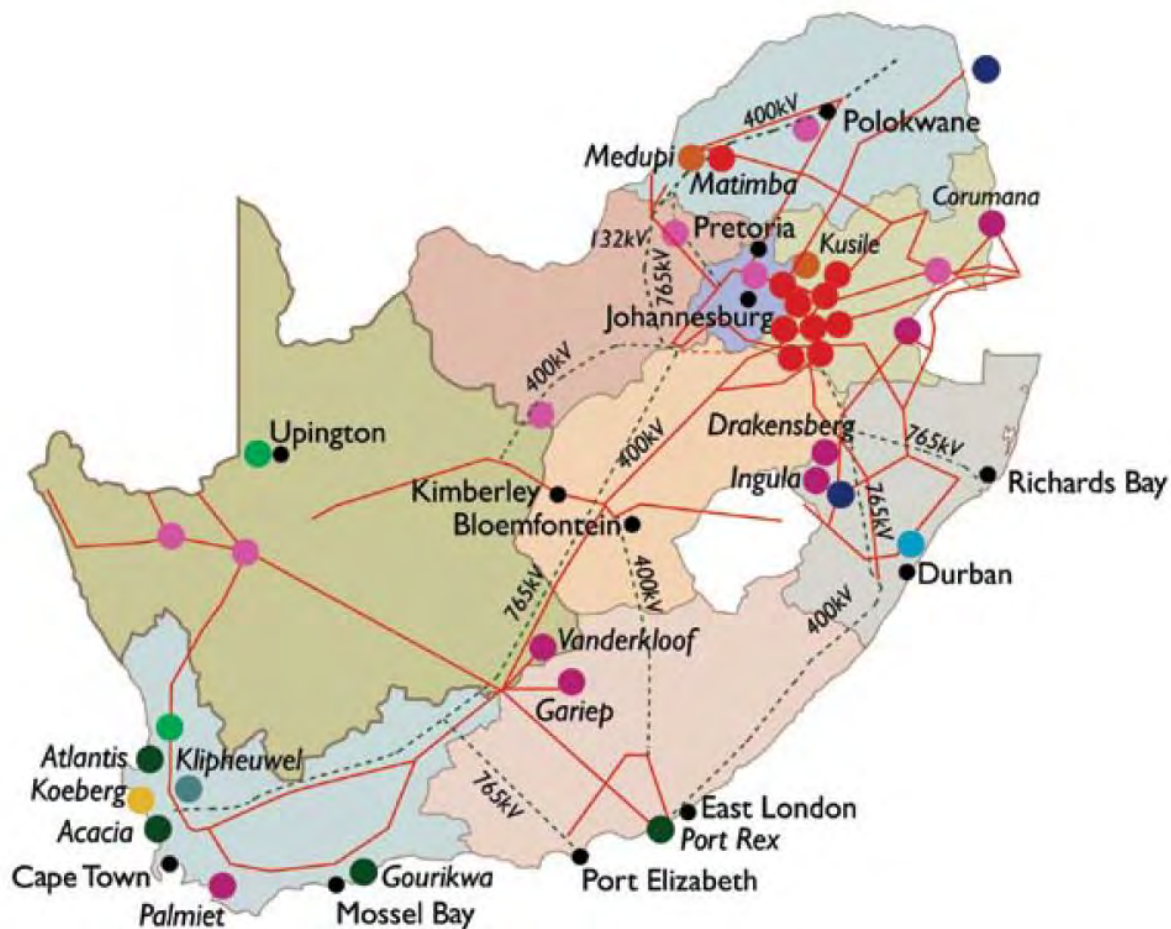 400kV
Polokwane
Medupi
Matimba
Corumana
132kV
Pretoria
Kusile
765kV
Johannesburg
400kV
Upington
400kV
Drakensberg
765kV
Kimberley
Ingula
Richards Bay
Bloemfontein
765kV
400kV
Durban
765kV
400kV
Vanderkloof
Gariep
Atlantis
Klipheuwel
Koeberg
765kV
East London
Acacia
Port Rex
Cape Town
Gourikwa
Port Elizabeth
Palmiet
Mossel Bay